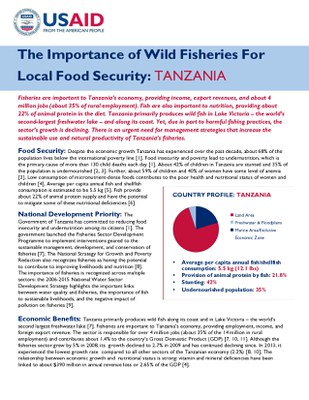 USAID
FROM THE AMERICAN PEOPLE
The Importance of Wild Fisheries For
Local Food Security: TANZANIA
Fisheries are important to Tanzania's economy, providing income, export revenues, and about 4
million jobs (about 35% of rural employment). Fish are also important to nutrition, providing about
22% of animal protein in the diet. Tanzania primarily produces wild fish in Lake Victoria – the world's
second-largest freshwater lake – and along its coast. Yet, due in part to harmful fishing practices, the
sector's growth is declining. There is an urgent need for management strategies that increase the
sustainable use and natural productivity of Tanzania's fisheries.
Food Security: Despite the economic growth Tanzania has experienced over the past decade, about 68% of the
population lives below the international poverty line [1]. Food insecurity and poverty lead to undernutrition, which is
the primary cause of more than 130 child deaths each day [1]. About 42% of children in Tanzania are stunted and 35% of
the population is undernourished [2, 3]. Further, about 59% of children and 40% of women have some level of anemia
[3]. Low consumption of micronutrient-dense foods contributes to the poor health and nutritional status of women and
children [4]. Average per capita annual fish and shellfish
consumption is estimated to be 5.5 kg [5]. Fish provide
about 22% of animal supply and have the potential
to mitigate some of these nutritional deficiencies [6].
COUNTRY PROFILE: TANZANIA
Land Area
Freshwater & Floodplains
Marine Area/Exclusive
Economic Zone
National Development Priority: The
Government of Tanzania has committed to reducing food
insecurity and undernutrition among its citizens [1]. The
government launched the Fisheries Sector Development
Programme to implement interventions geared to the
sustainable management, development, and conservation of
fisheries [7]. The National Strategy for Growth and Poverty
Reduction also recognizes fisheries as having the potential
to contribute to improving livelihoods and nutrition [8].
The importance of fisheries is recognized across multiple
sectors; the 2006-2015 National Water Sector
Development Strategy highlights the important links
between water quality and fisheries, the importance of fish
to sustainable livelihoods, and the negative impact of
pollution on fisheries [9].
• Average per capita annual fish/shellfish
consumption: 5.5 kg (12.1 lbs)
• Provision of animal protein by fish: 21.8%
• Stunting: 42%
• Undernourished population: 35%
Economic Benefits: Tanzania primarily produces wild fish along its coast, and in Lake Victoria – the world's
second largest freshwater lake [7]. Fisheries are important to Tanzania's economy, providing employment, income, and
foreign export revenue. The sector is responsible for over 4 million jobs (about 35% of the 14 million in rural
employment) and contributes about 1.4% to the country's Gross Domestic Product (GDP) [7, 10, 11]. Although the
fisheries sector grew by 5% in 2008, its growth declined to 2.7% in 2009 and has continued declining since. In 2013, it
experienced the lowest growth rate compared to all other sectors of the Tanzanian economy (0.2%) [8, 10]. The
relationship between economic growth and nutritional status is strong; vitamin and mineral deficiencies have been
linked to about $390 million in annual revenue loss or 2.65% of the GDP [4].